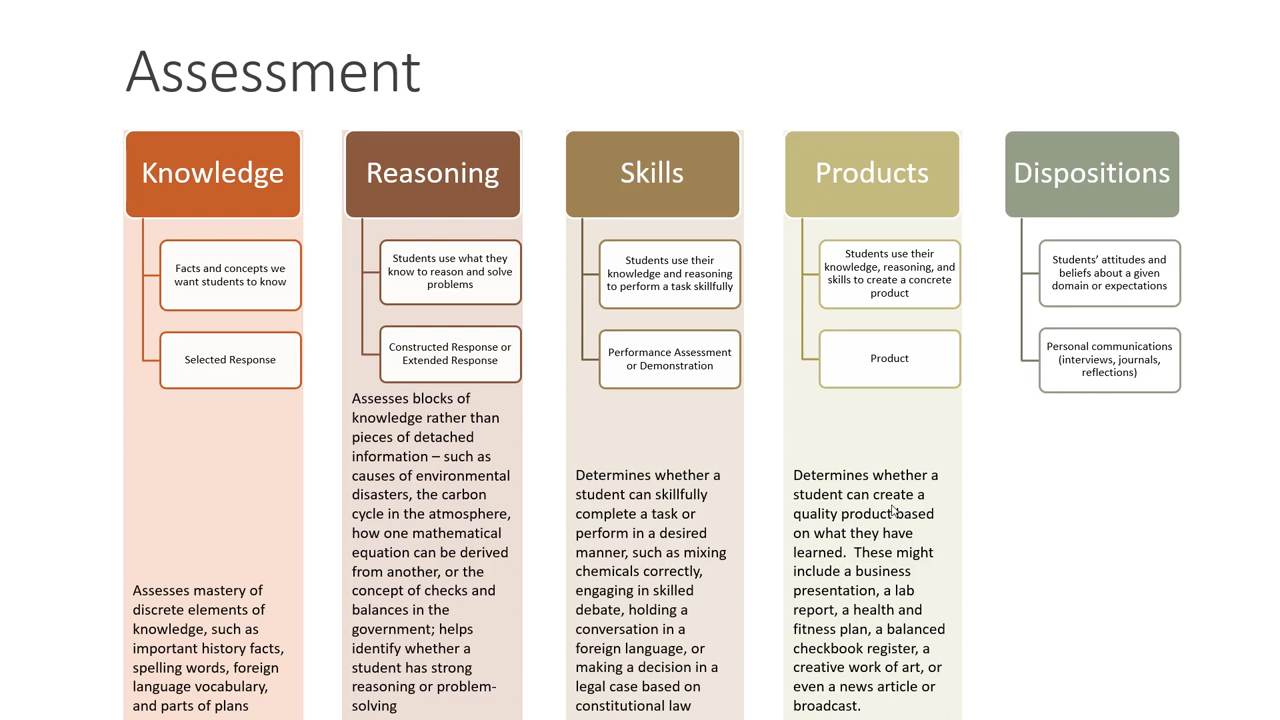 Assessment
Knowledge
Facts and concepts we
want students to know
Selected Response
Assesses mastery of
discrete elements of
knowledge, such as
important history facts,
spelling words, foreign
language vocabulary,
and parts of plans
Reasoning
Students use what they
know to reason and solve
problems
Constructed Response or
Extended Response
Assesses blocks of
knowledge rather than
pieces of detached
information – such as
causes of environmental
disasters, the carbon
cycle in the atmosphere,
how one mathematical
equation can be derived
from another, or the
concept of checks and
balances in the
government; helps
identify whether a
student has strong
reasoning or problem-
solving
Skills
Students use their
knowledge and reasoning
to perform a task skillfully
Performance Assessment
or Demonstration
Determines whether a
student can skillfully
complete a task or
perform in a desired
manner, such as mixing
chemicals correctly,
engaging in skilled
debate, holding a
conversation in a
foreign language, or
making a decision in a
legal case based on
constitutional law
Products
Students use their
knowledge, reasoning, and
skills to create a concrete
product
Product
Determines whether a
student can create a
quality product based
on what they have
learned.  These might
include a business
presentation, a lab
report, a health and
fitness plan, a balanced
checkbook register, a
creative work of art, or
even a news article or
broadcast.
Dispositions
Students’ attitudes and
beliefs about a given
domain or expectations
Personal communications
(interviews, journals,
reflections)